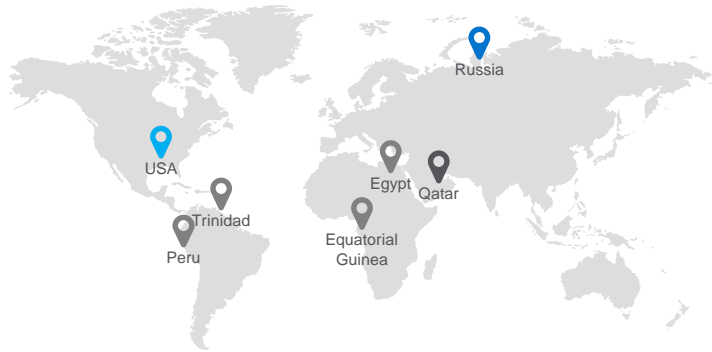 Russia
USA
Egypt
Qatar
Trinidad
Equatorial
Guinea
Peru